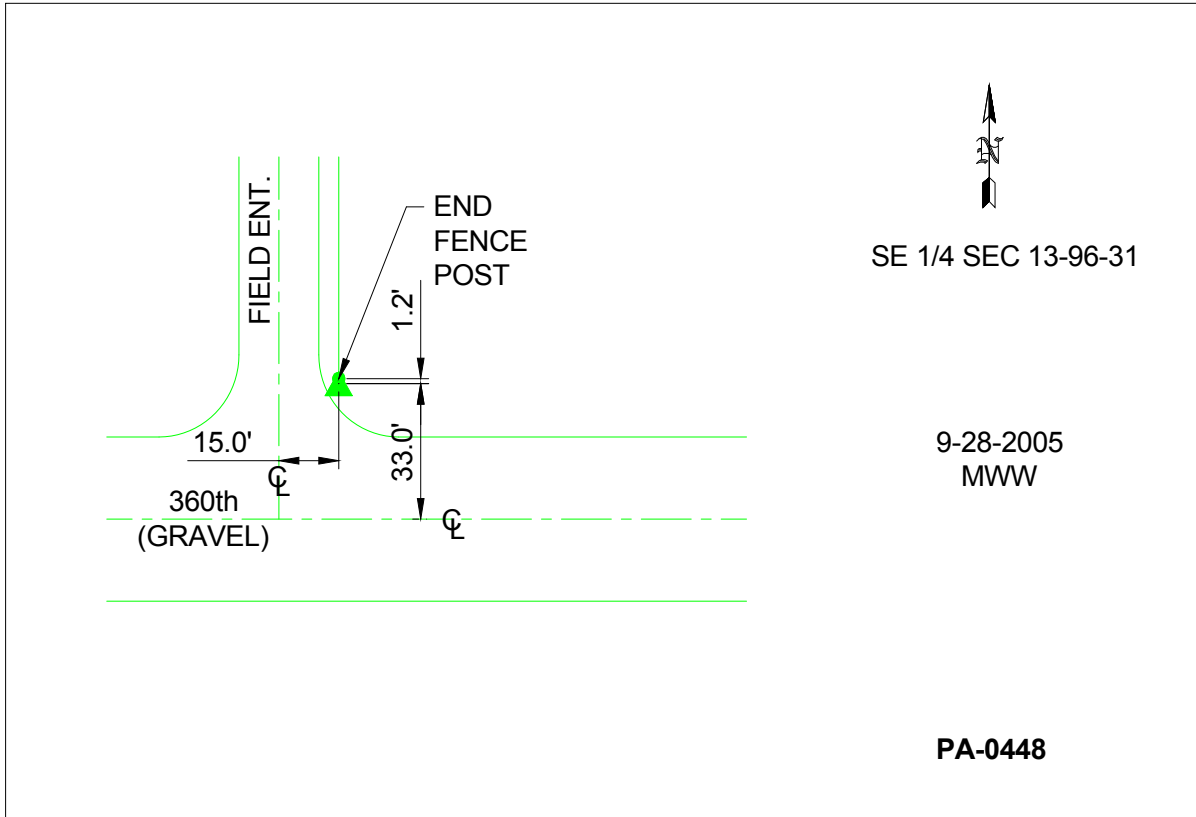 N
SE 1/4 SEC 13-96-31
FIELD ENT.
END
FENCE
POST
1.2'
33.0'
15.0'
℄
360th
(GRAVEL)
℄
9-28-2005
MWW
PA-0448